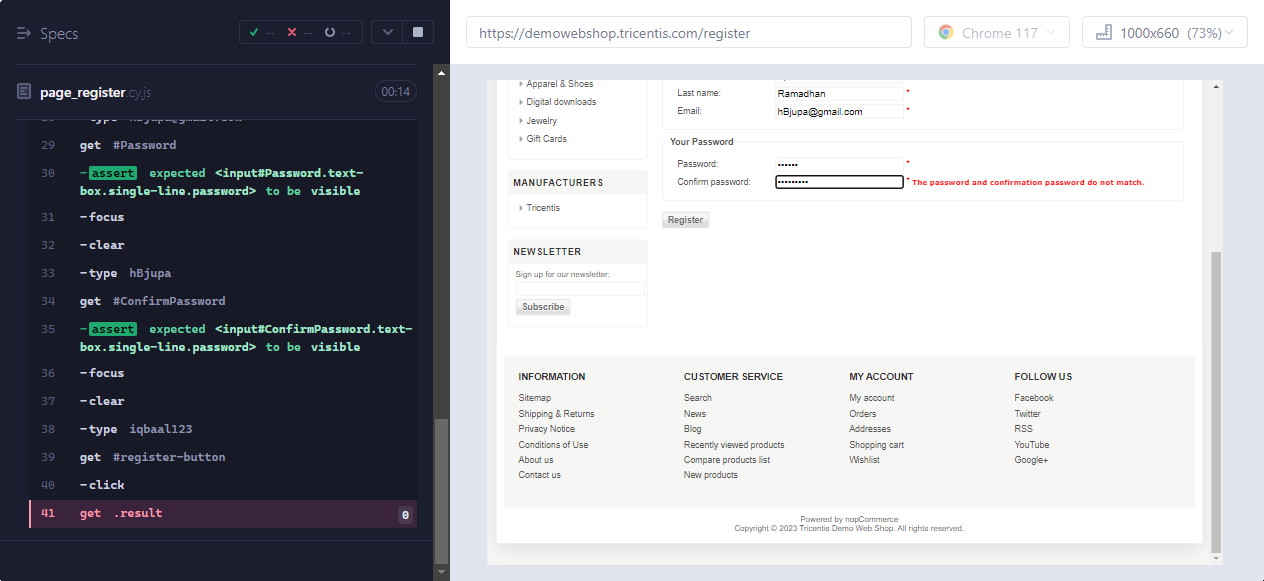 Specs
-- -- --
https://demowebshop.tricentis.com/register
Chrome 117
1000x660 (73%)
page_register.cy.js
00:14
29 get #Password
30 -assert expected <input#Password.text-
box.single-line.password> to be visible
31 -focus
32 -clear
33 -type hBjupa
34 get #ConfirmPassword
35 -assert expected <input#ConfirmPassword.text-
box.single-line.password> to be visible
36 -focus
37 -clear
38 -type iqbaal123
39 get #register-button
40 -click
41 get .result 0
Apparel & Shoes
Digital downloads
Jewelry
Gift Cards
MANUFACTURERS
Tricentis
NEWSLETTER
Sign up for our newsletter:
Subscribe
Last name: Ramadhan *
Email: hBjupa@gmail.com *
Your Password
Password: •••••• *
Confirm password: ••••••••• * The password and confirmation password do not match.
Register
INFORMATION
Sitemap
Shipping & Returns
Privacy Notice
Conditions of Use
About us
Contact us
CUSTOMER SERVICE
Search
News
Blog
Recently viewed products
Compare products list
New products
MY ACCOUNT
My account
Orders
Addresses
Shopping cart
Wishlist
FOLLOW US
Facebook
Twitter
RSS
YouTube
Google+
Powered by nopCommerce
Copyright © 2023 Tricentis Demo Web Shop. All rights reserved.